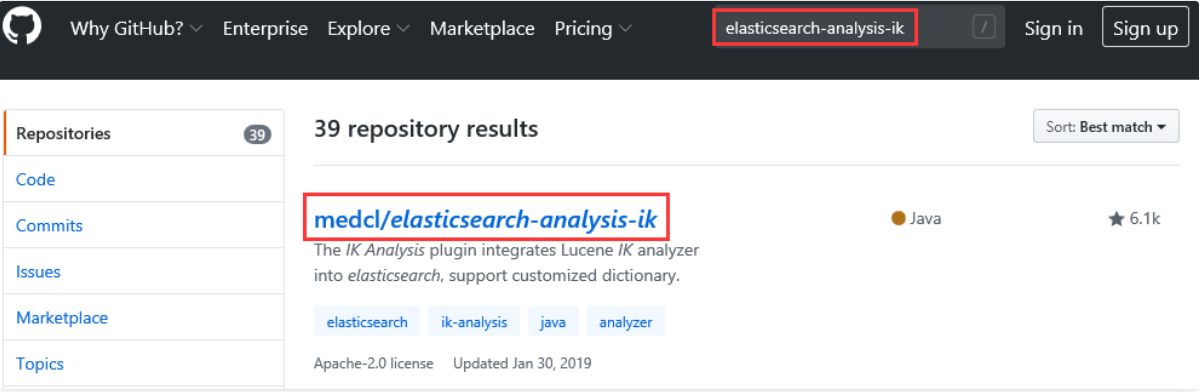 Why GitHub? Enterprise Explore Marketplace Pricing elasticsearch-analysis-ik / Sign in Sign up
Repositories 39
Code
Commits
Issues
Marketplace
Topics
39 repository results Sort: Best match
medcl/elasticsearch-analysis-ik Java 6.1k
The IK Analysis plugin integrates Lucene IK analyzer
into elasticsearch, support customized dictionary.
elasticsearch ik-analysis java analyzer
Apache-2.0 license Updated Jan 30, 2019